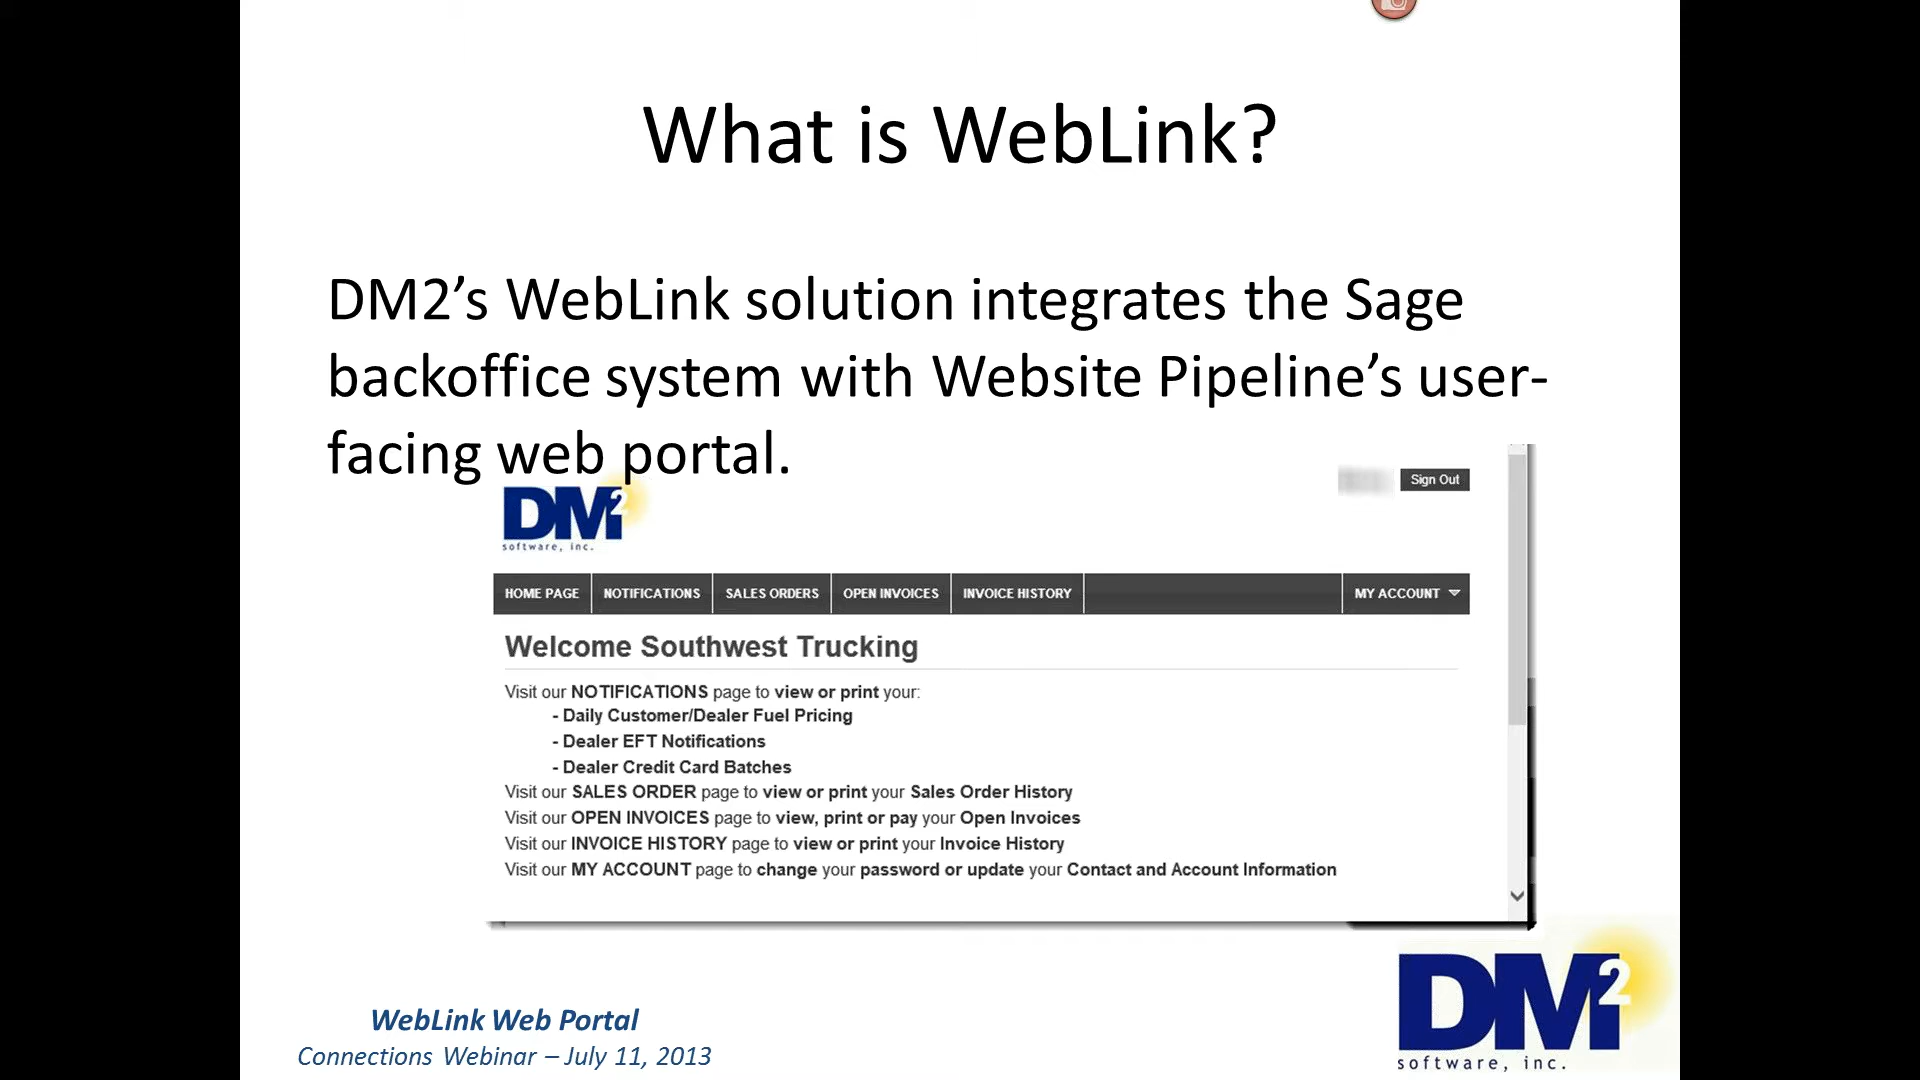 What is WebLink?
DM2’s WebLink solution integrates the Sage
backoffice system with Website Pipeline’s user-
facing web portal.
DM2
software, inc.
Sign Out
HOME PAGE NOTIFICATIONS SALES ORDERS OPEN INVOICES INVOICE HISTORY MY ACCOUNT
Welcome Southwest Trucking
Visit our NOTIFICATIONS page to view or print your:
- Daily Customer/Dealer Fuel Pricing
- Dealer EFT Notifications
- Dealer Credit Card Batches
Visit our SALES ORDER page to view or print your Sales Order History
Visit our OPEN INVOICES page to view, print or pay your Open Invoices
Visit our INVOICE HISTORY page to view or print your Invoice History
Visit our MY ACCOUNT page to change your password or update your Contact and Account Information
WebLink Web Portal
Connections Webinar – July 11, 2013
DM2
software, inc.